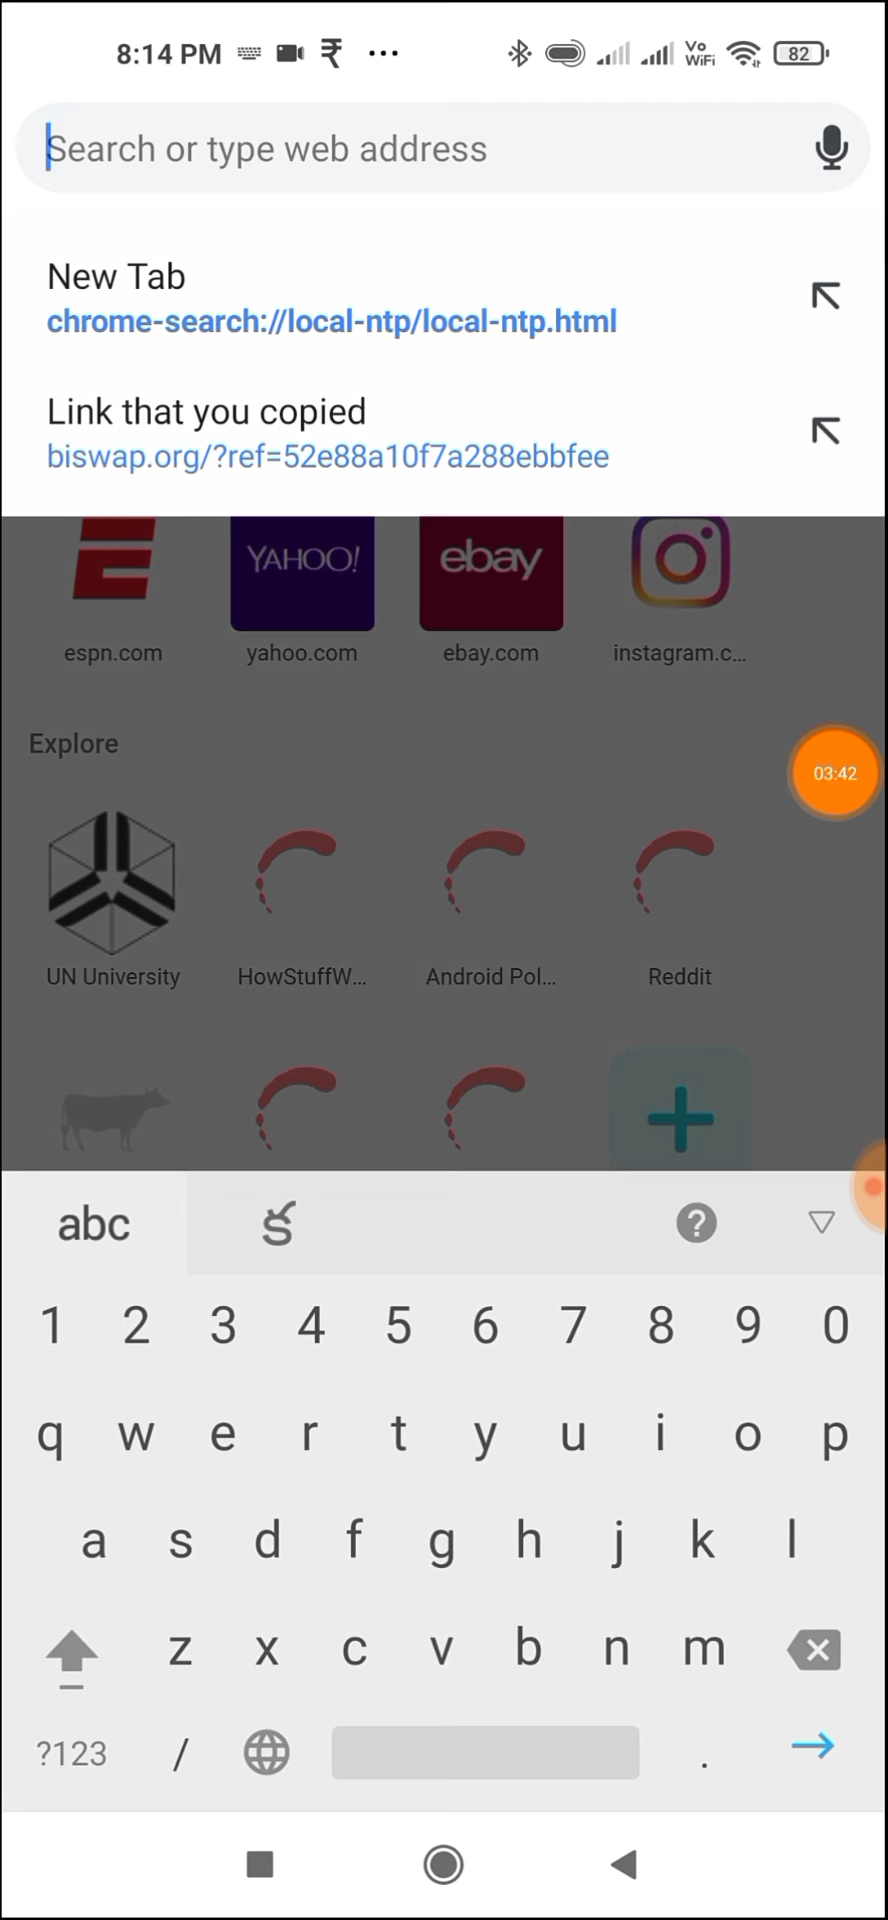 8:14 PM
Vo
WiFi
82
Search or type web address
New Tab
chrome-search://local-ntp/local-ntp.html
Link that you copied
biswap.org/?ref=52e88a10f7a288ebbfee
YAHOO!
ebay
espn.com
yahoo.com
ebay.com
instagram.c...
Explore
03:42
UN University
HowStuffW...
Android Pol...
Reddit
abc
క
?
1 2 3 4 5 6 7 8 9 0
q w e r t y u i o p
a s d f g h j k l
z x c v b n m
?123 / .